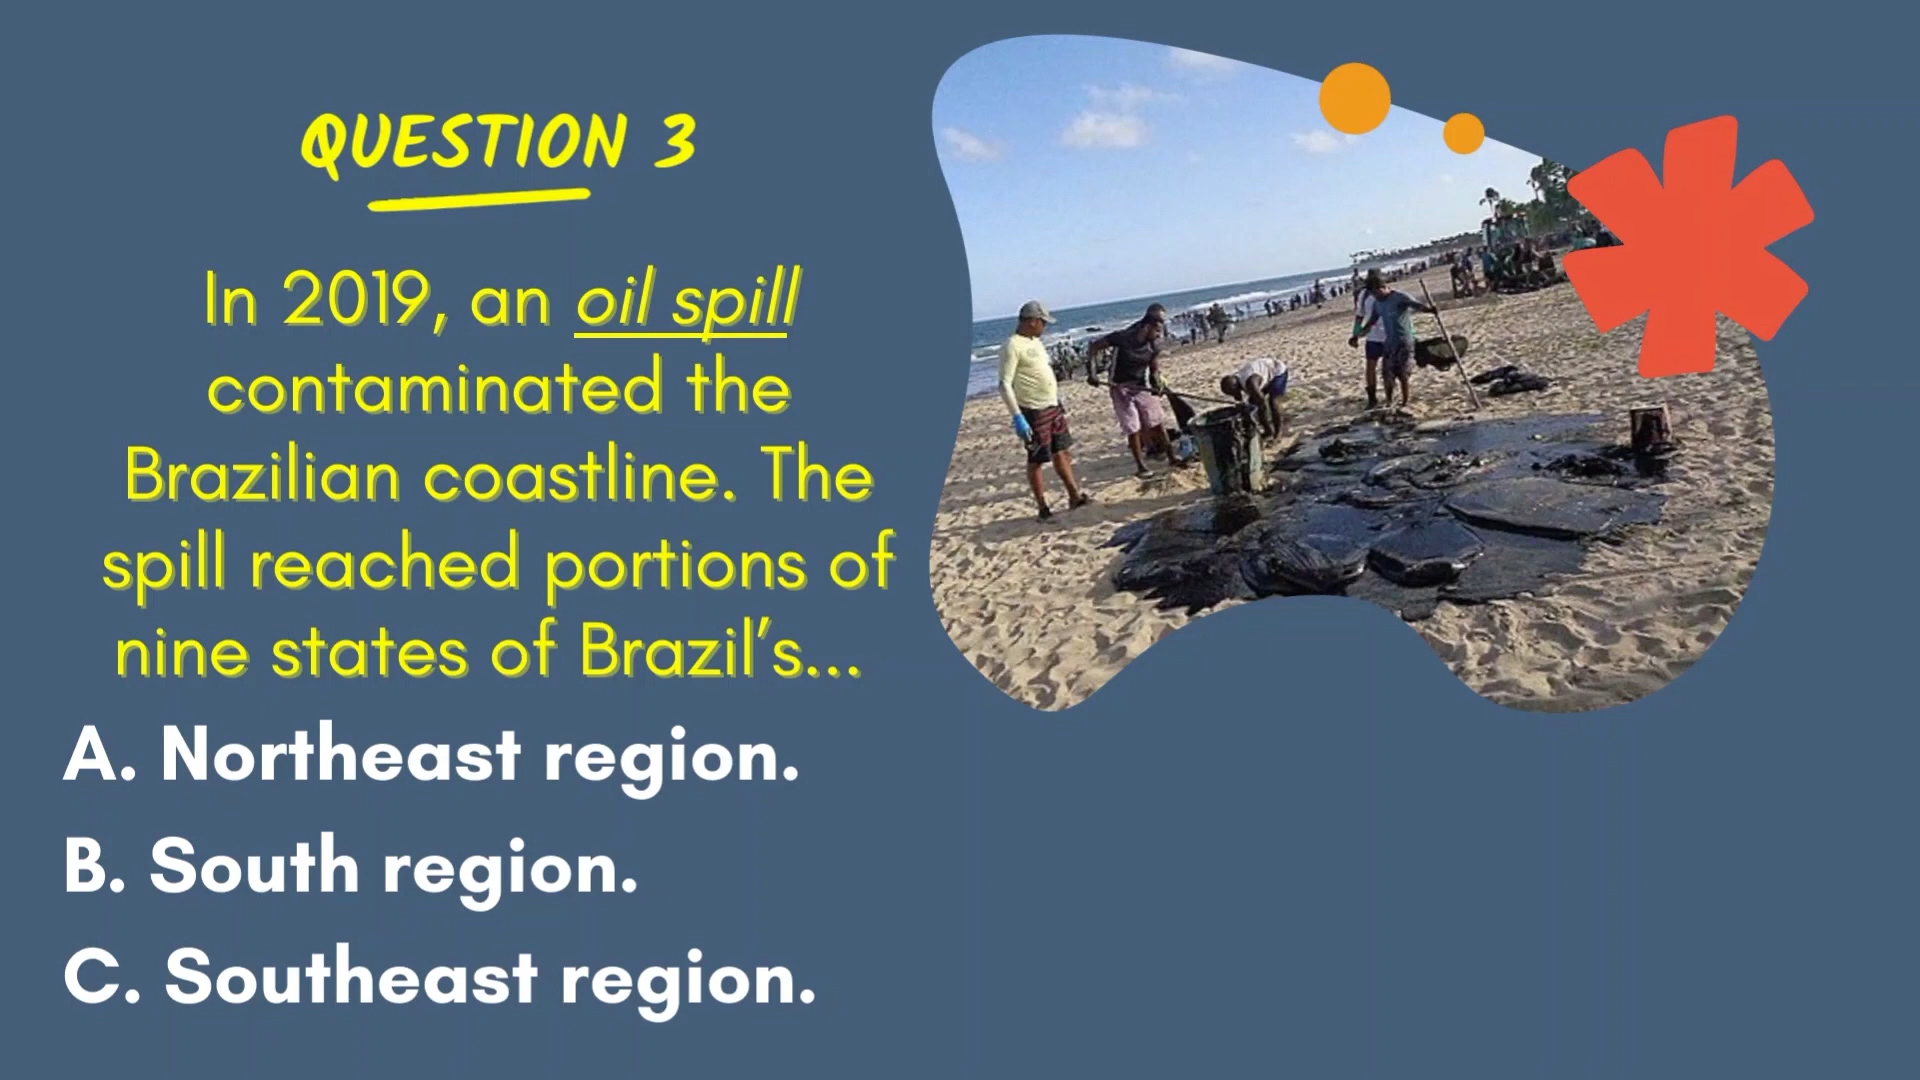 QUESTION 3
In 2019, an oil spill
contaminated the
Brazilian coastline. The
spill reached portions of
nine states of Brazil’s...
A. Northeast region.
B. South region.
C. Southeast region.